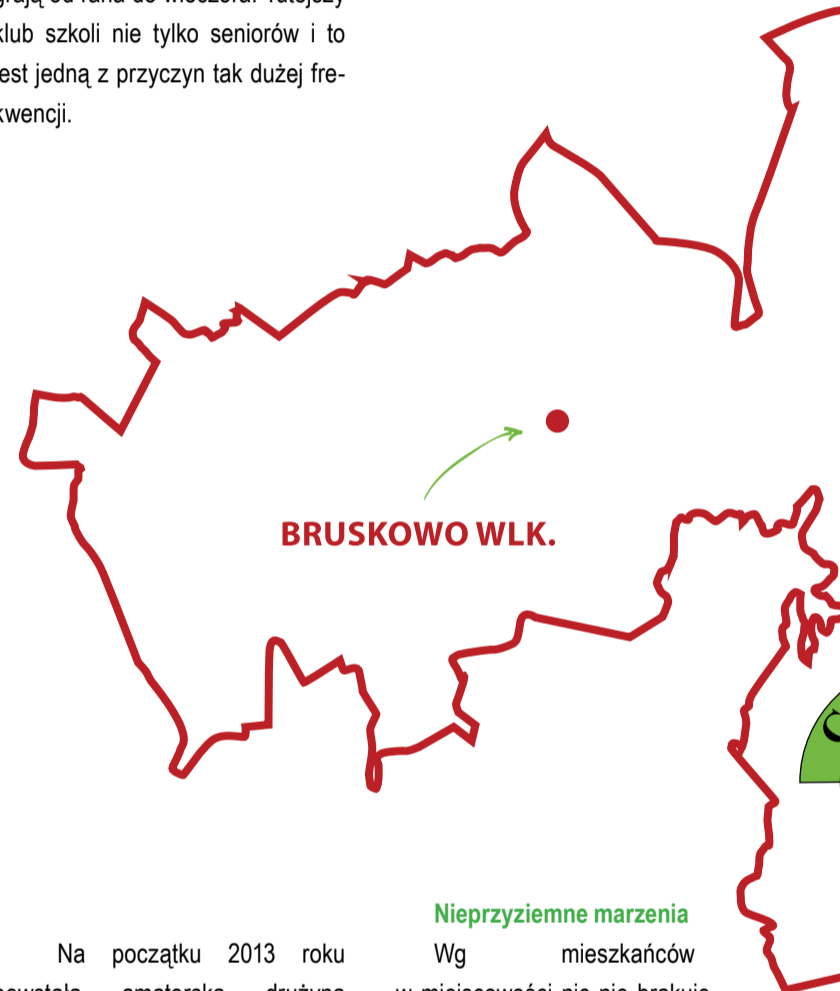 klub szkoli nie tylko seniorów i to
jest jedną z przyczyn tak dużej fre-
kwencji.
BRUSKOWO WLK.
Na początku 2013 roku
Nieprzyziemne marzenia
Wg mieszkańców